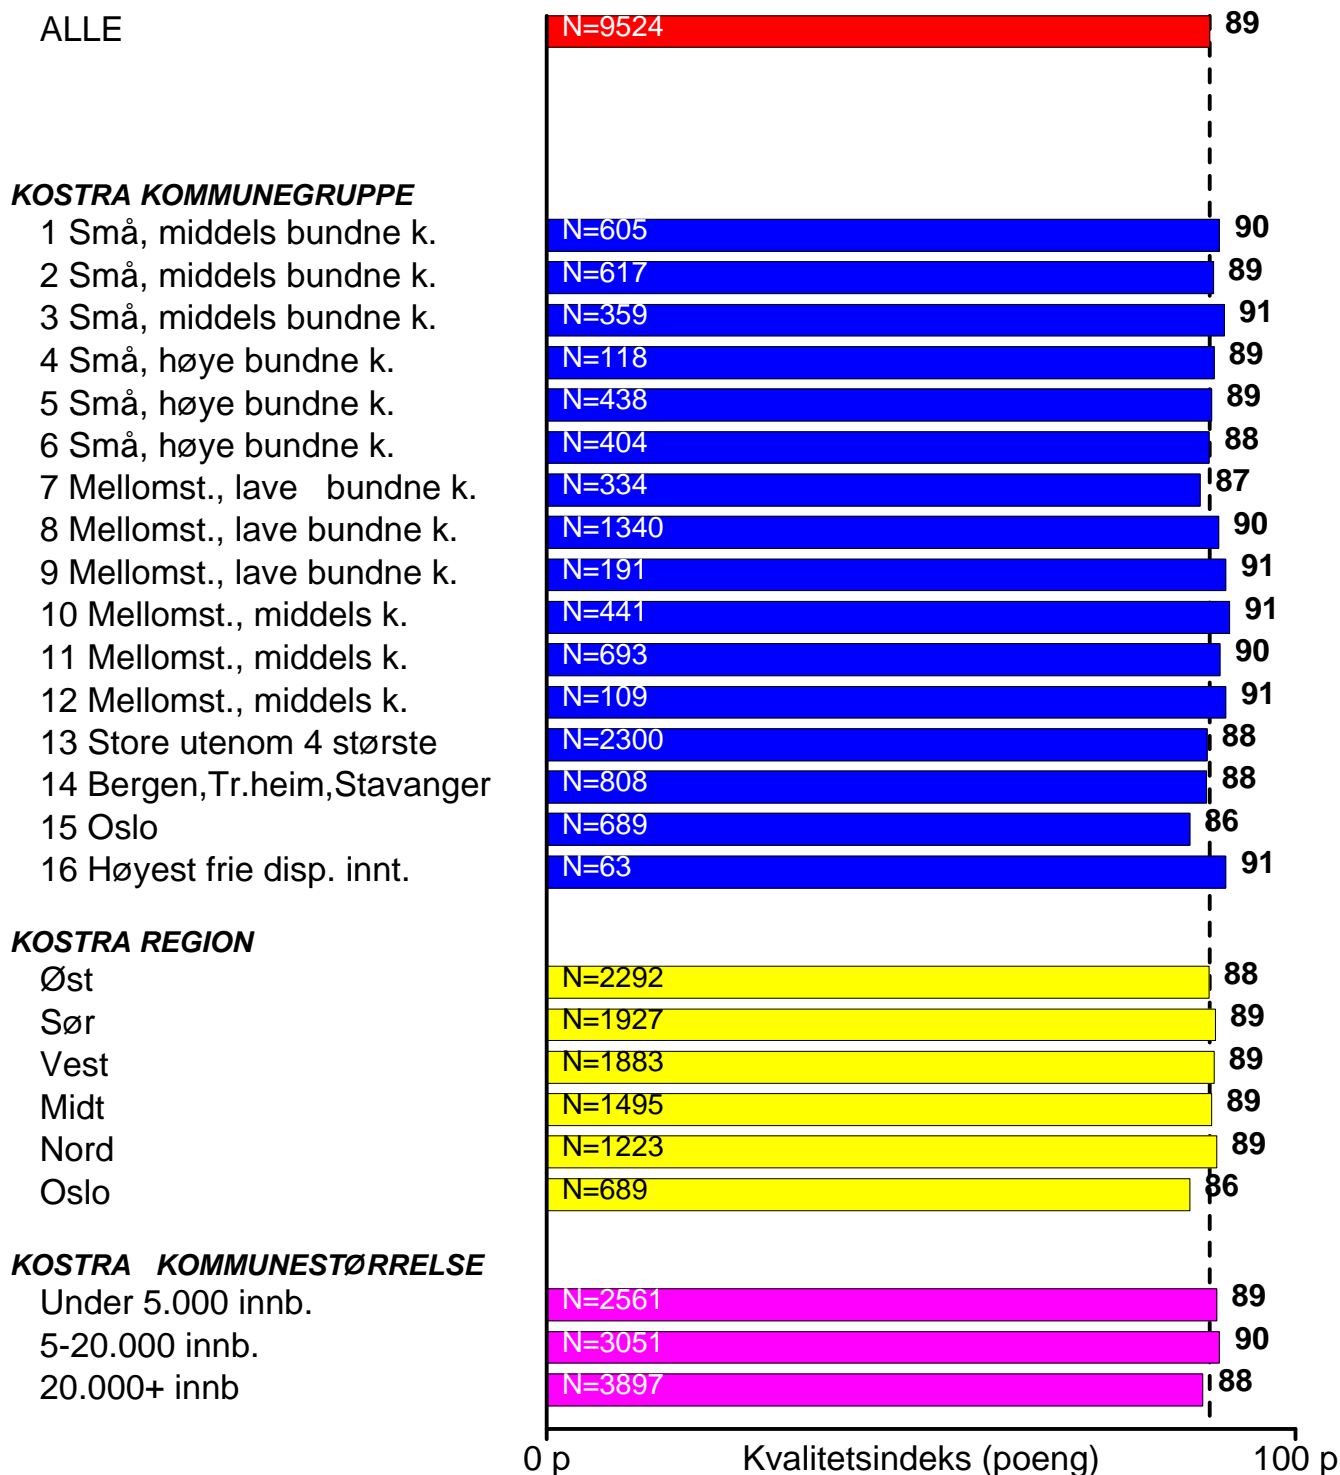 ALLE N=9524 89
KOSTRA KOMMUNEGRUPPE
1 Små, middels bundne k. N=605 90
2 Små, middels bundne k. N=617 89
3 Små, middels bundne k. N=359 91
4 Små, høye bundne k. N=118 89
5 Små, høye bundne k. N=438 89
6 Små, høye bundne k. N=404 88
7 Mellomst., lave bundne k. N=334 87
8 Mellomst., lave bundne k. N=1340 90
9 Mellomst., lave bundne k. N=191 91
10 Mellomst., middels k. N=441 91
11 Mellomst., middels k. N=693 90
12 Mellomst., middels k. N=109 91
13 Store utenom 4 største N=2300 88
14 Bergen,Tr.heim,Stavanger N=808 88
15 Oslo N=689 86
16 Høyest frie disp. innt. N=63 91
KOSTRA REGION
Øst N=2292 88
Sør N=1927 89
Vest N=1883 89
Midt N=1495 89
Nord N=1223 89
Oslo N=689 86
KOSTRA KOMMUNESTØRRELSE
Under 5.000 innb. N=2561 89
5-20.000 innb. N=3051 90
20.000+ innb N=3897 88
0 p Kvalitetsindeks (poeng) 100 p